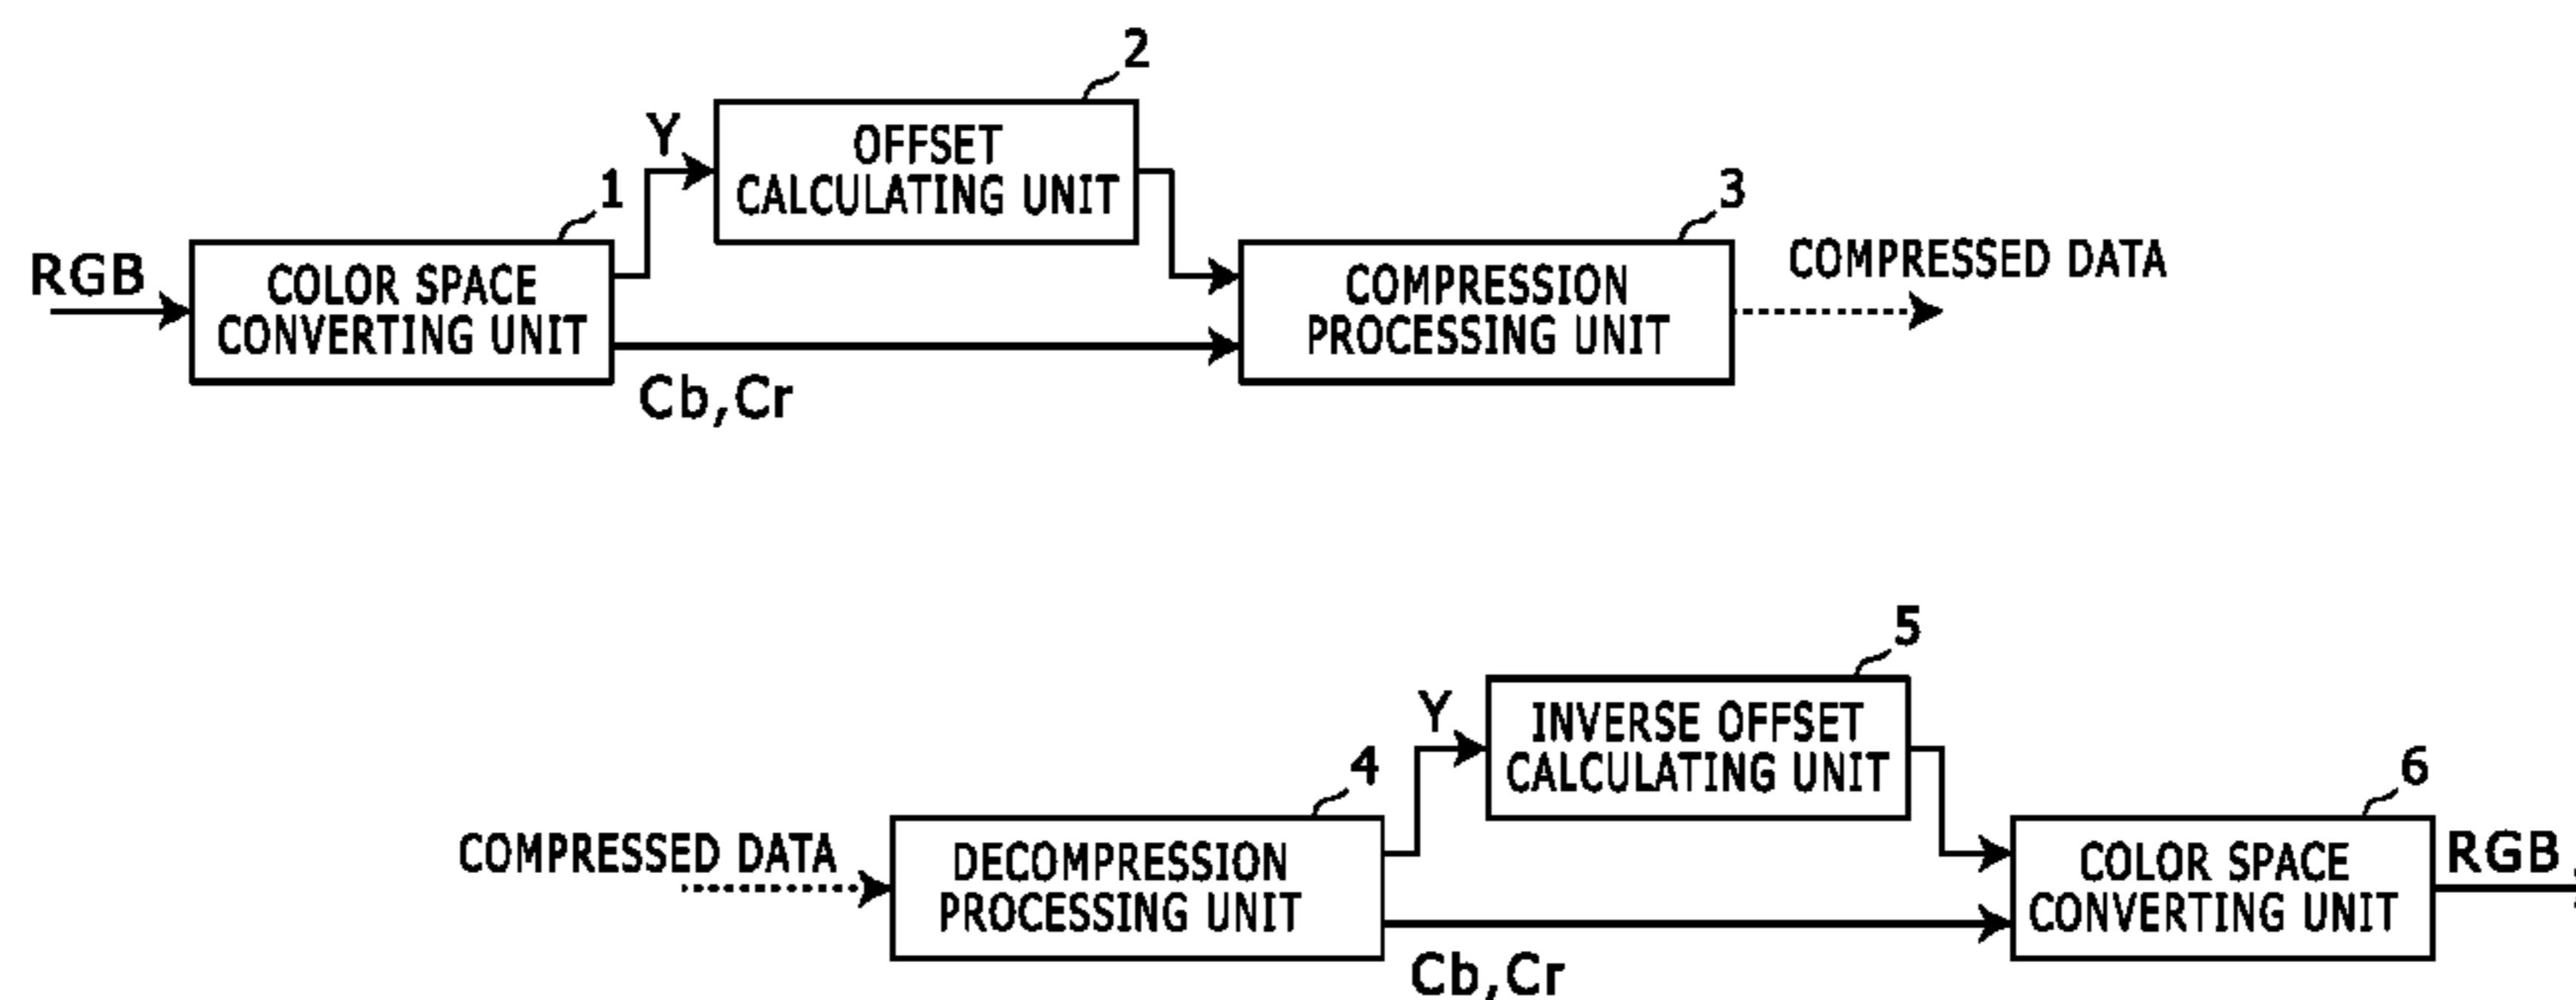 2
Y
OFFSET
CALCULATING UNIT
1
3
RGB
COLOR SPACE
CONVERTING UNIT
COMPRESSION
PROCESSING UNIT
COMPRESSED DATA
Cb,Cr
5
Y
INVERSE OFFSET
CALCULATING UNIT
4
6
COMPRESSED DATA
DECOMPRESSION
PROCESSING UNIT
COLOR SPACE
CONVERTING UNIT
RGB
Cb,Cr